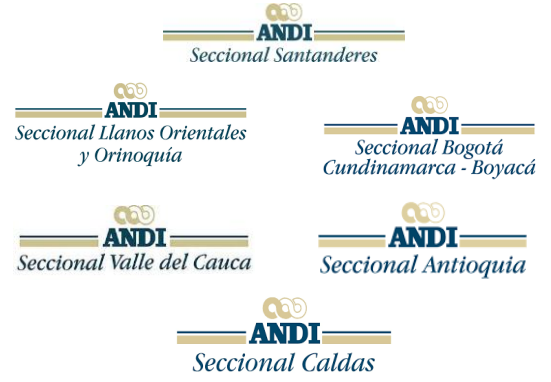 ANDI
Seccional Santanderes
ANDI
Seccional Llanos Orientales
y Orinoquía
ANDI
Seccional Bogotá
Cundinamarca - Boyacá
ANDI
Seccional Valle del Cauca
ANDI
Seccional Antioquia
ANDI
Seccional Caldas